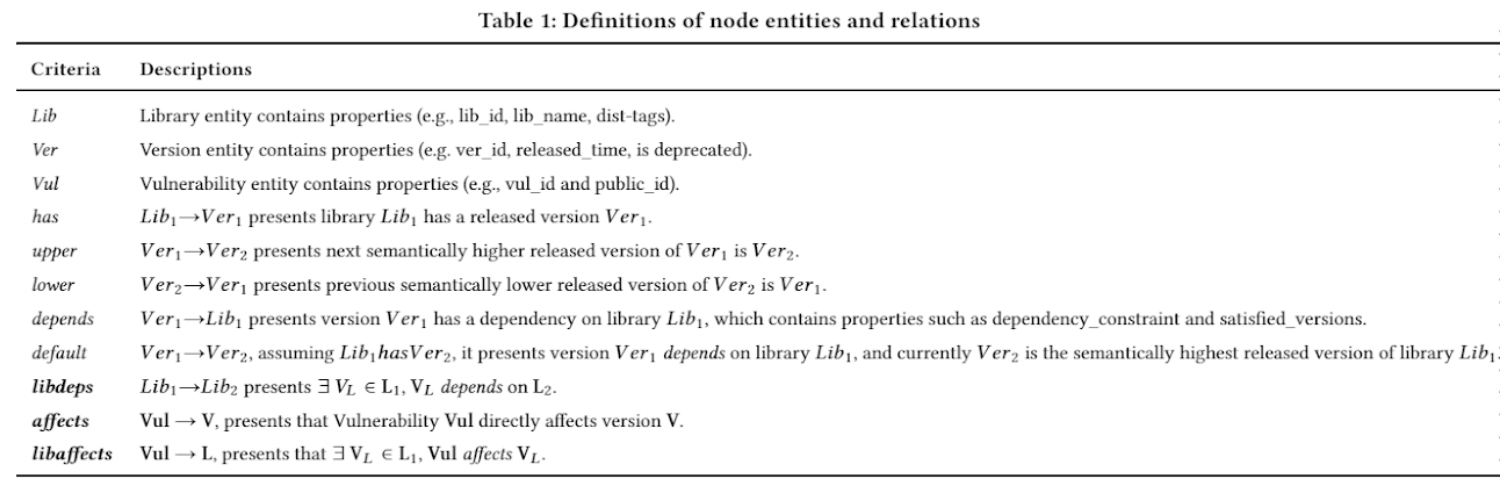 Table 1: Definitions of node entities and relations
Criteria Descriptions
Lib Library entity contains properties (e.g., lib_id, lib_name, dist-tags).
Ver Version entity contains properties (e.g. ver_id, released_time, is deprecated).
Vul Vulnerability entity contains properties (e.g., vul_id and public_id).
has Lib₁→Ver₁ presents library Lib₁ has a released version Ver₁.
upper Ver₁→Ver₂ presents next semantically higher released version of Ver₁ is Ver₂.
lower Ver₂→Ver₁ presents previous semantically lower released version of Ver₂ is Ver₁.
depends Ver₁→Lib₁ presents version Ver₁ has a dependency on library Lib₁, which contains properties such as dependency_constraint and satisfied_versions.
default Ver₁→Ver₂, assuming Lib₁hasVer₂, it presents version Ver₁ depends on library Lib₁, and currently Ver₂ is the semantically highest released version of library Lib₁.
libdeps Lib₁→Lib₂ presents ∃ V_L ∈ L₁, V_L depends on L₂.
affects Vul → V, presents that Vulnerability Vul directly affects version V.
libaffects Vul → L, presents that ∃ V_L ∈ L₁, Vul affects V_L.